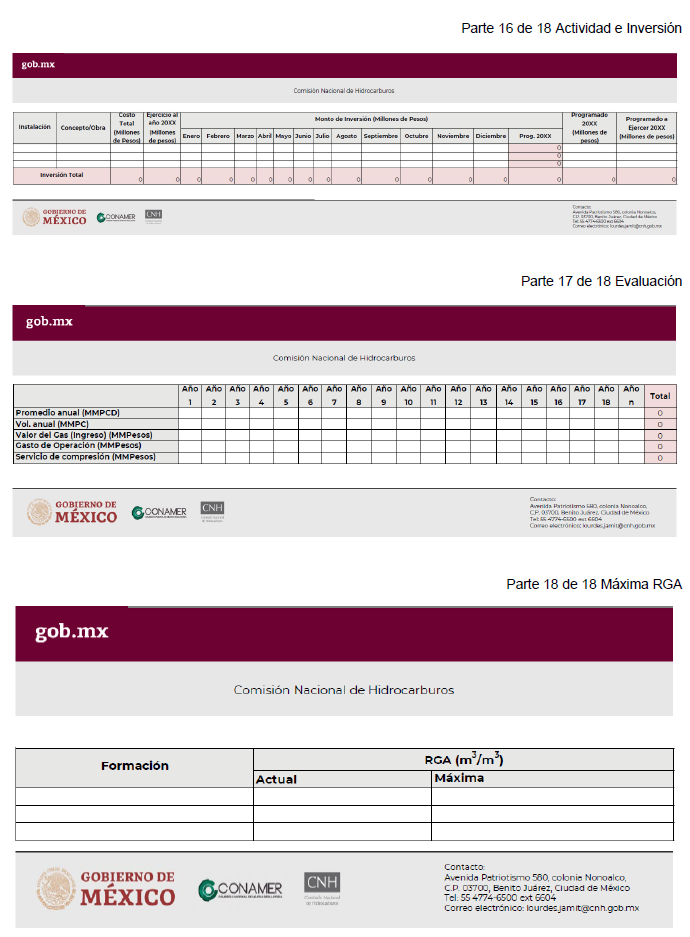 Parte 16 de 18 Actividad e Inversión
gob.mx
Comisión Nacional de Hidrocarburos
Instalación Concepto/Obra Costo Total (Millones de Pesos) Ejercicio al año 20XX (Millones de pesos) Monto de Inversión (Millones de Pesos) Programado 20XX (Millones de pesos) Programado a Ejercer 20XX (Millones de pesos)
Enero Febrero Marzo Abril Mayo Junio Julio Agosto Septiembre Octubre Noviembre Diciembre Prog. 20XX
0
0
0
Inversión Total 0 0 0 0 0 0 0 0 0 0 0 0 0 0 0 0 0
GOBIERNO DE
MÉXICO
CONAMER
CNH
Contacto:
Avenida Patriotismo 580, colonia Nonoalco,
C.P. 03700, Benito Juárez, Ciudad de México
Tel: 55 4774-6500 ext 6604
Correo electrónico: lourdes.jamit@cnh.gob.mx
Parte 17 de 18 Evaluación
gob.mx
Comisión Nacional de Hidrocarburos
Año 1 Año 2 Año 3 Año 4 Año 5 Año 6 Año 7 Año 8 Año 9 Año 10 Año 11 Año 12 Año 13 Año 14 Año 15 Año 16 Año 17 Año 18 Año n Total
Promedio anual (MMPCD) 0
Vol. anual (MMPC) 0
Valor del Gas (Ingreso) (MMPesos) 0
Gasto de Operación (MMPesos) 0
Servicio de compresión (MMPesos) 0
GOBIERNO DE
MÉXICO
CONAMER
CNH
Contacto:
Avenida Patriotismo 580, colonia Nonoalco,
C.P. 03700, Benito Juárez, Ciudad de México
Tel: 55 4774-6500 ext 6604
Correo electrónico: lourdes.jamit@cnh.gob.mx
Parte 18 de 18 Máxima RGA
gob.mx
Comisión Nacional de Hidrocarburos
Formación RGA (m³/m³)
Actual Máxima
GOBIERNO DE
MÉXICO
CONAMER
CNH
Comisión Nacional
de Hidrocarburos
Contacto:
Avenida Patriotismo 580, colonia Nonoalco,
C.P. 03700, Benito Juárez, Ciudad de México
Tel: 55 4774-6500 ext 6604
Correo electrónico: lourdes.jamit@cnh.gob.mx